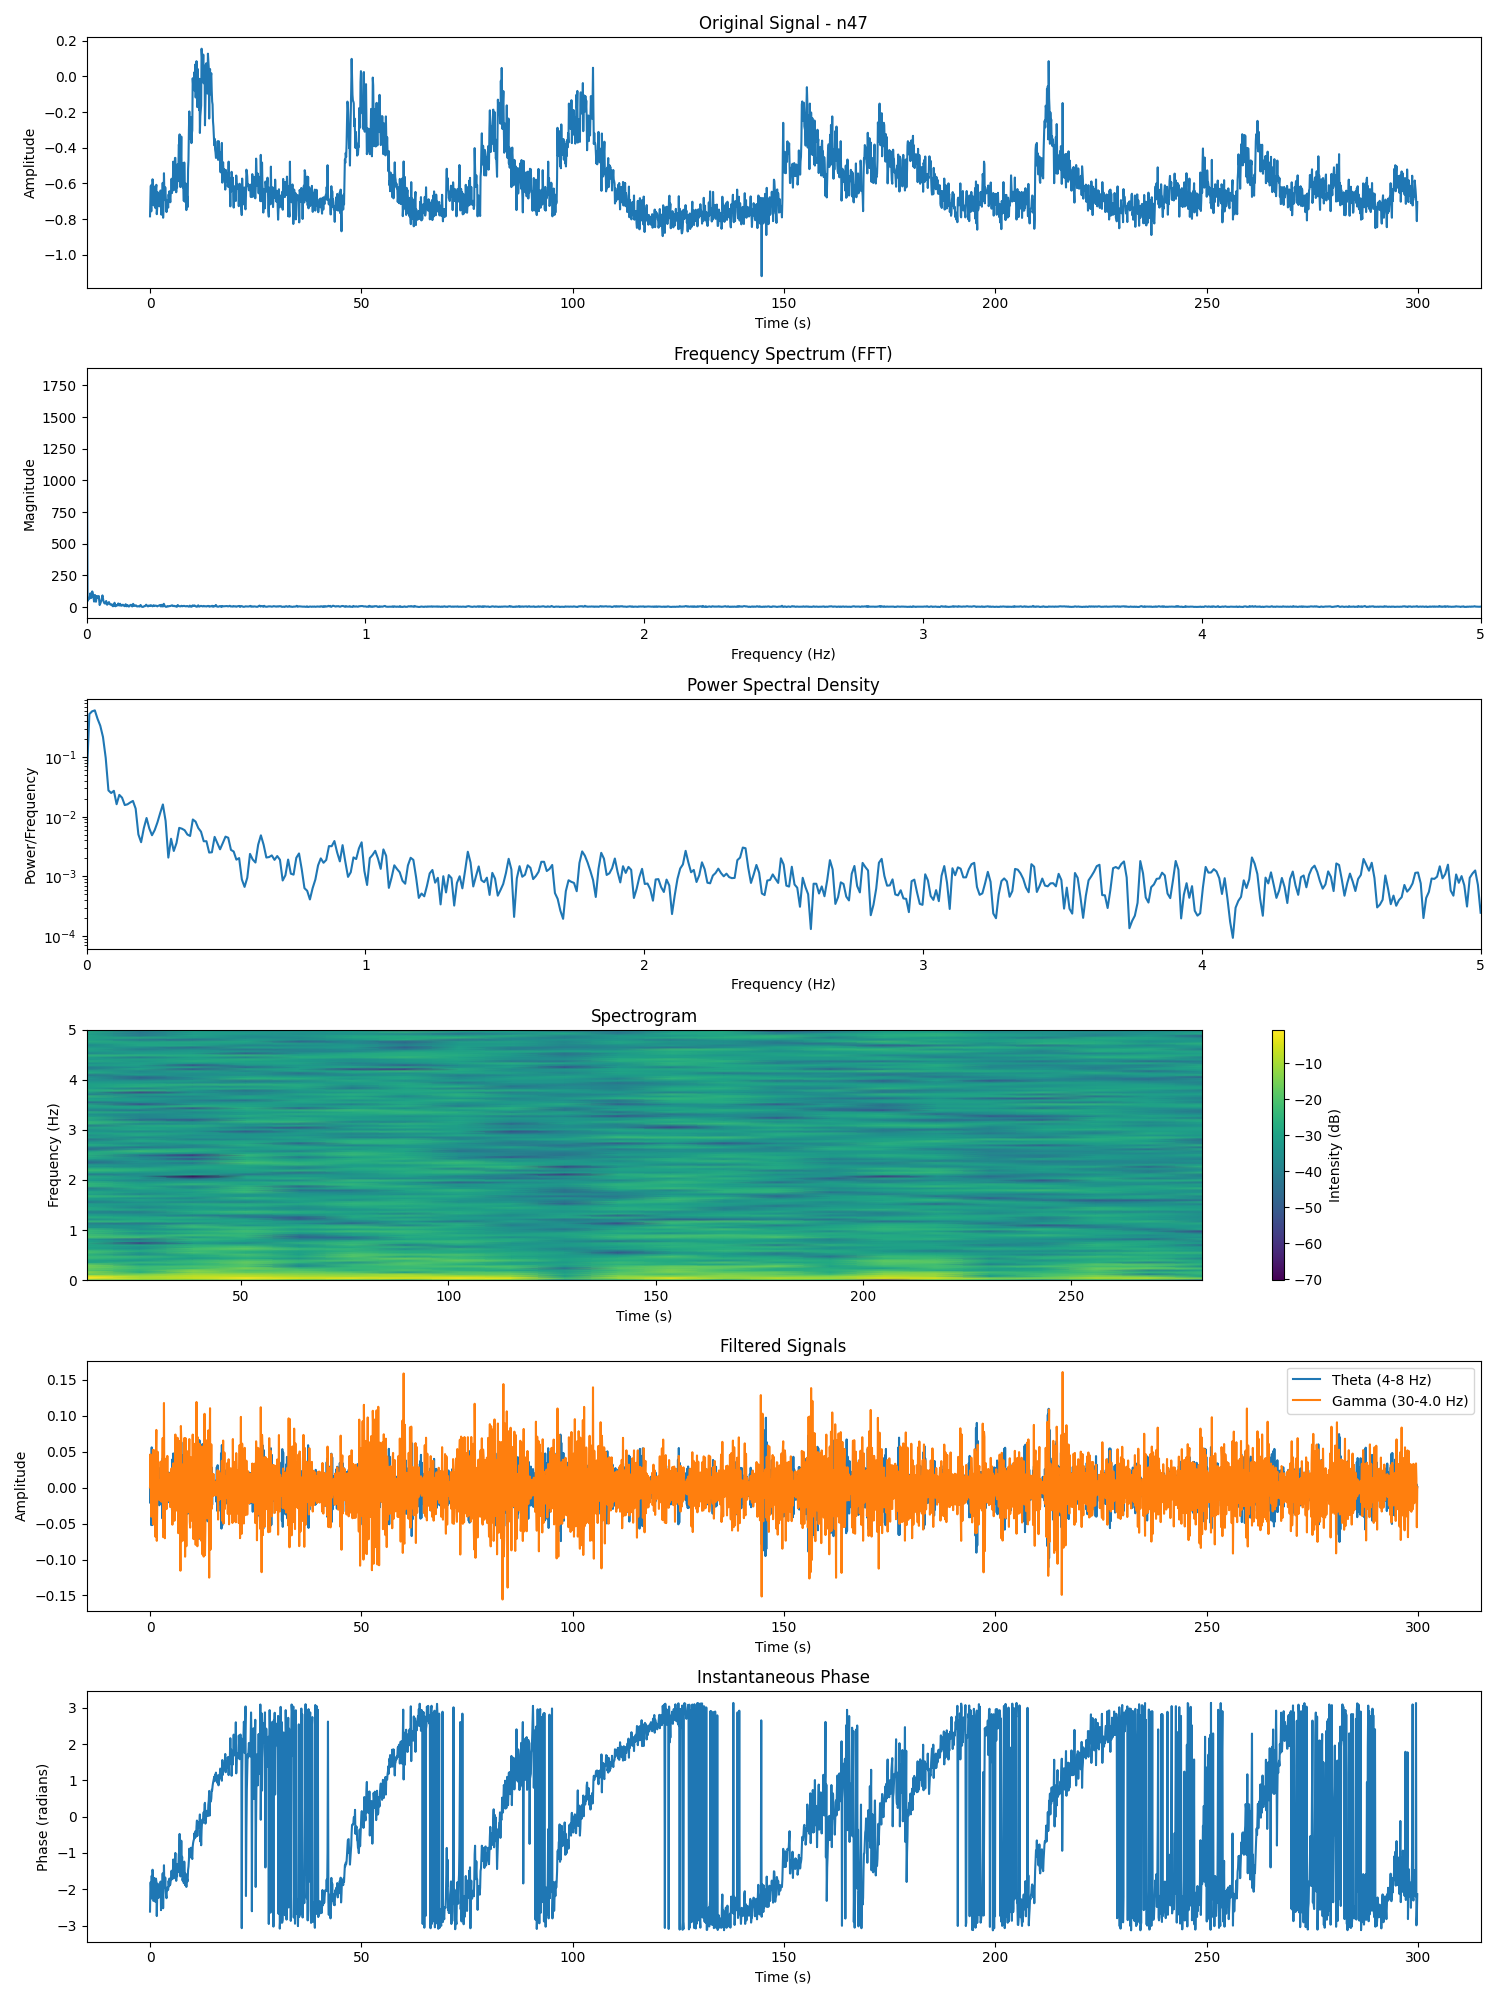 Original Signal - n47
0.2
0.0
−0.2
−0.4
−0.6
−0.8
−1.0
Amplitude
0 50 100 150 200 250 300
Time (s)
Frequency Spectrum (FFT)
1750
1500
1250
1000
750
500
250
0
Magnitude
0 1 2 3 4 5
Frequency (Hz)
Power Spectral Density
10−1
10−2
10−3
10−4
Power/Frequency
0 1 2 3 4 5
Frequency (Hz)
Spectrogram
5
4
3
2
1
0
Frequency (Hz)
50 100 150 200 250
Time (s)
−10
−20
−30
−40
−50
−60
−70
Intensity (dB)
Filtered Signals
0.15
0.10
0.05
0.00
−0.05
−0.10
−0.15
Amplitude
Theta (4-8 Hz)
Gamma (30-4.0 Hz)
0 50 100 150 200 250 300
Time (s)
Instantaneous Phase
3
2
1
0
−1
−2
−3
Phase (radians)
0 50 100 150 200 250 300
Time (s)